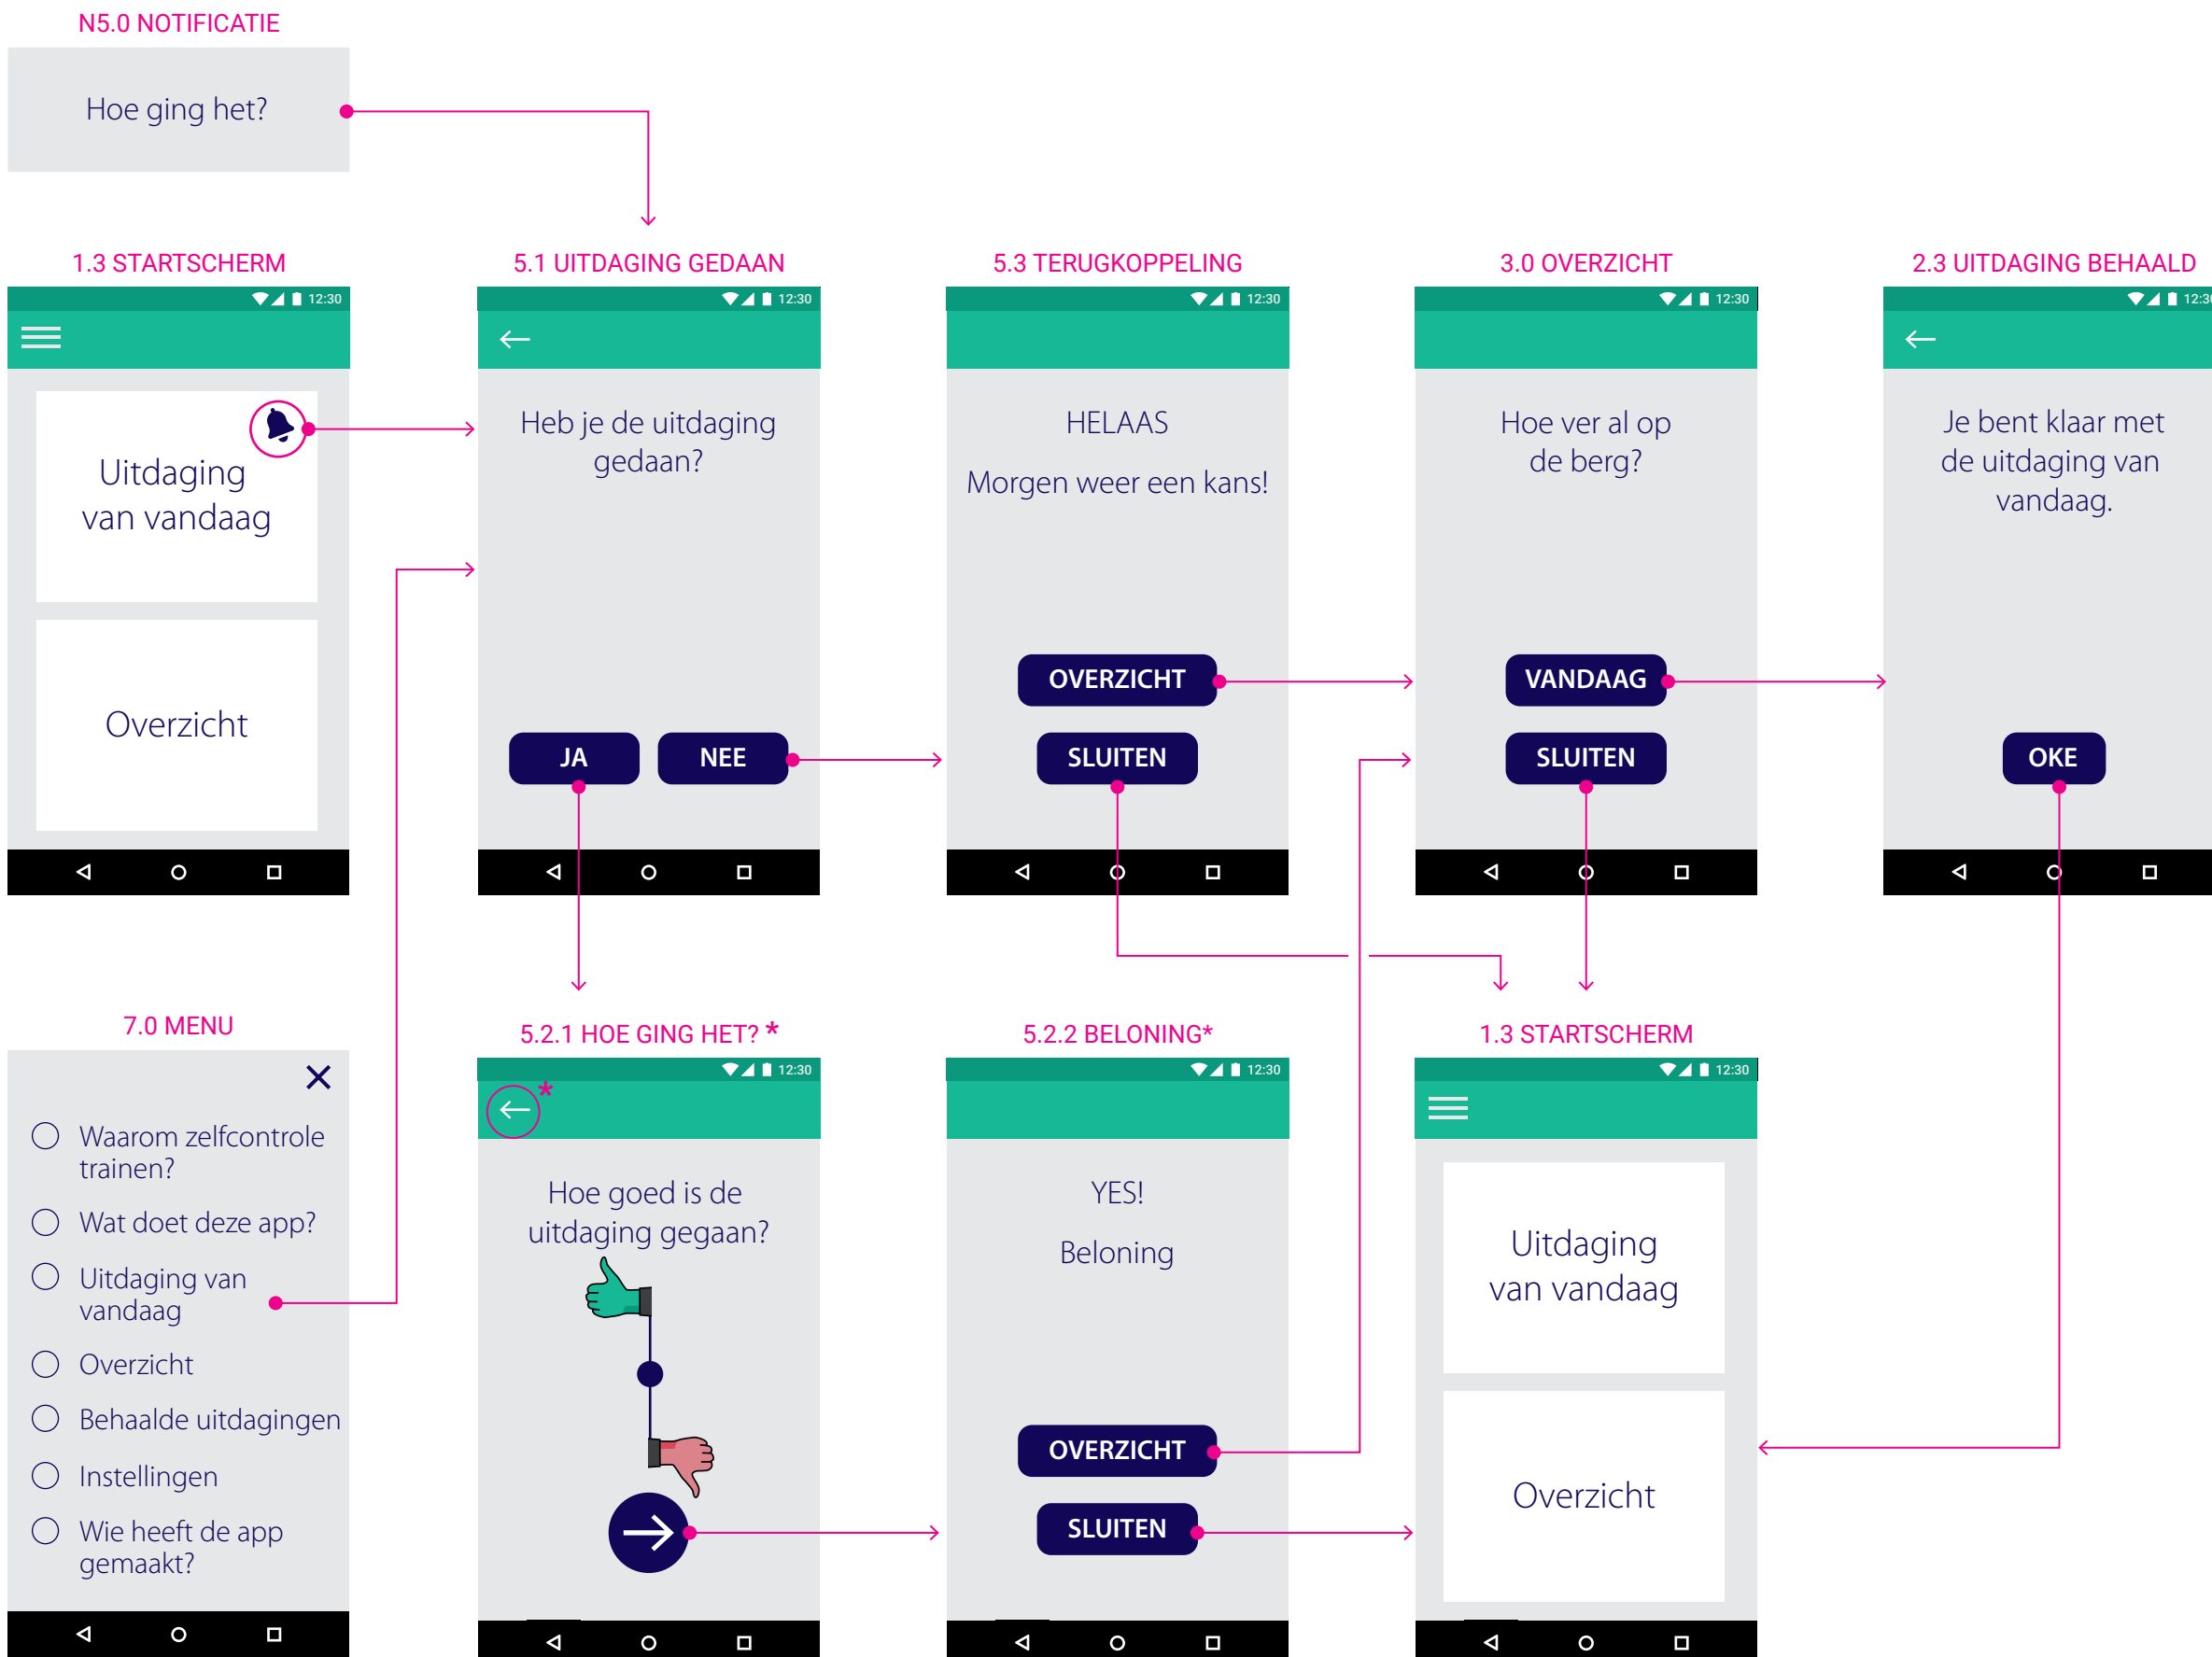 N5.0 NOTIFICATIE
Hoe ging het?
1.3 STARTSCHERM
12:30
Uitdaging
van vandaag
Overzicht
5.1 UITDAGING GEDAAN
12:30
Heb je de uitdaging
gedaan?
JA
NEE
5.3 TERUGKOPPELING
12:30
HELAAS
Morgen weer een kans!
OVERZICHT
SLUITEN
3.0 OVERZICHT
12:30
Hoe ver al op
de berg?
VANDAAG
SLUITEN
2.3 UITDAGING BEHAALD
12:30
Je bent klaar met
de uitdaging van
vandaag.
OKE
7.0 MENU
Waarom zelfcontrole
trainen?
Wat doet deze app?
Uitdaging van
vandaag
Overzicht
Behaalde uitdagingen
Instellingen
Wie heeft de app
gemaakt?
5.2.1 HOE GING HET? *
12:30
*
Hoe goed is de
uitdaging gegaan?
5.2.2 BELONING*
12:30
YES!
Beloning
OVERZICHT
SLUITEN
1.3 STARTSCHERM
12:30
Uitdaging
van vandaag
Overzicht